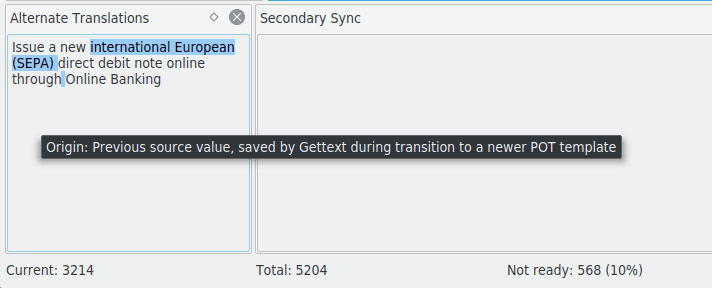 Alternate Translations
Secondary Sync
Issue a new international European
(SEPA) direct debit note online
through Online Banking
Origin: Previous source value, saved by Gettext during transition to a newer POT template
Current: 3214
Total: 5204
Not ready: 568 (10%)